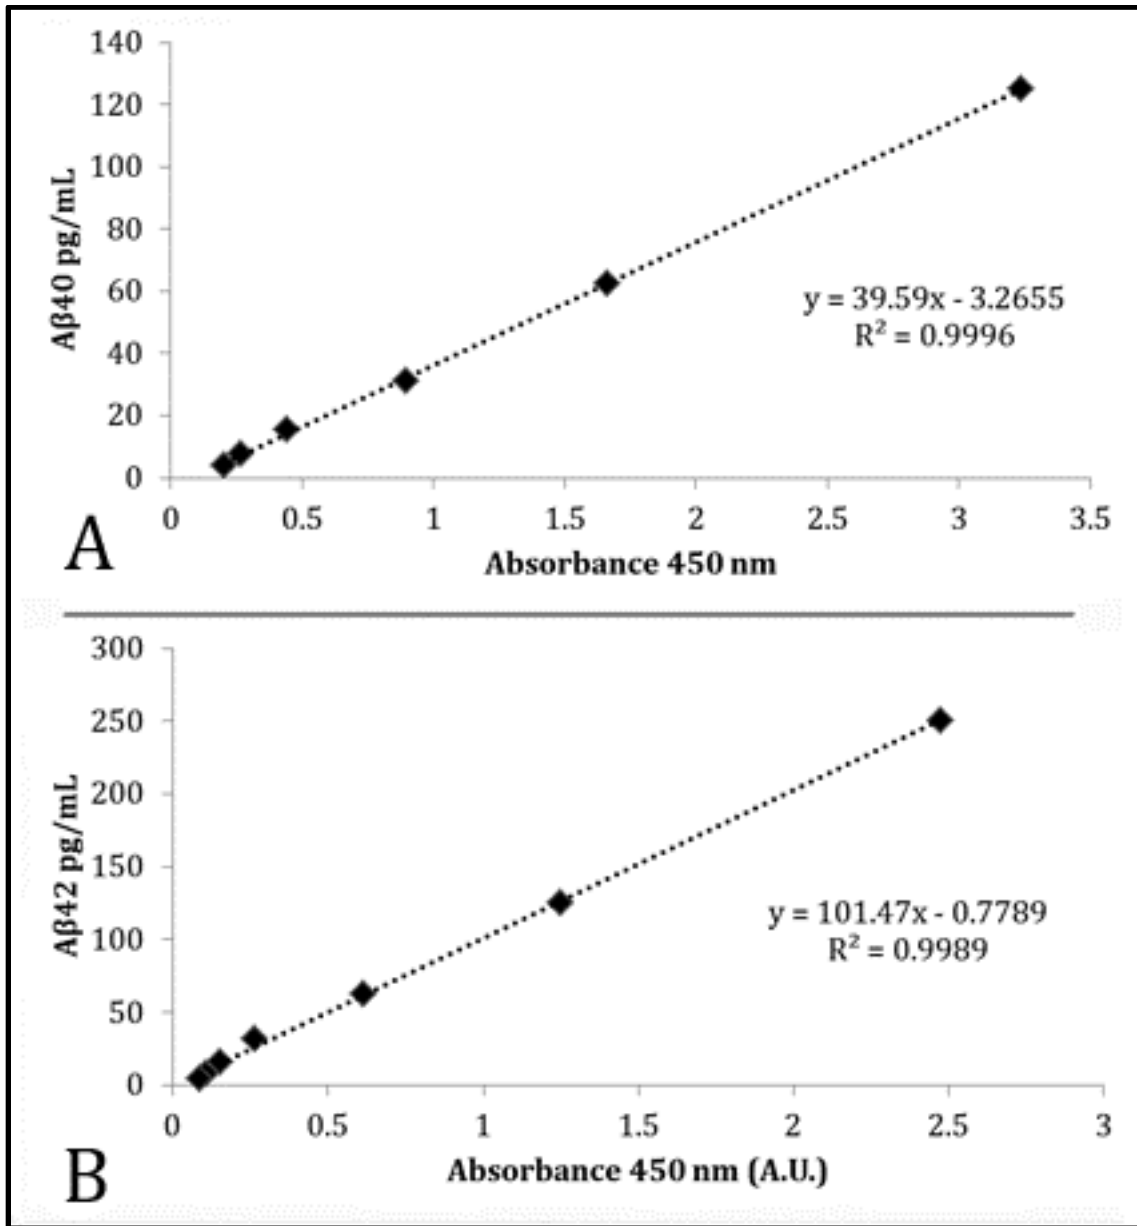 140
120
100
80
60
40
20
0
Aβ40 pg/mL
y = 39.59x - 3.2655
R² = 0.9996
0 0.5 1 1.5 2 2.5 3 3.5
Absorbance 450 nm
A
300
250
200
150
100
50
0
Aβ42 pg/mL
y = 101.47x - 0.7789
R² = 0.9989
0 0.5 1 1.5 2 2.5 3
Absorbance 450 nm (A.U.)
B